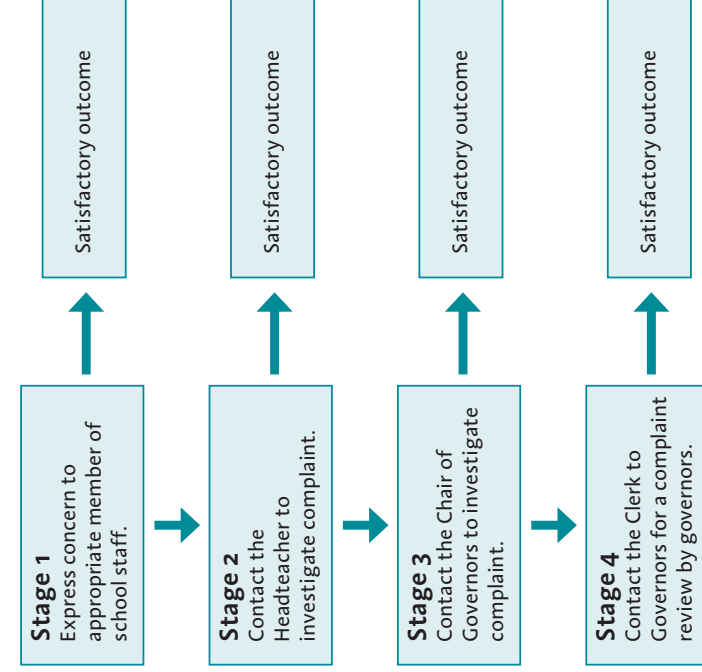 Stage 1
Express concern to
appropriate member of
school staff.
Satisfactory outcome
Stage 2
Contact the
Headteacher to
investigate complaint.
Satisfactory outcome
Stage 3
Contact the Chair of
Governors to investigate
complaint.
Satisfactory outcome
Stage 4
Contact the Clerk to
Governors for a complaint
review by governors.
Satisfactory outcome